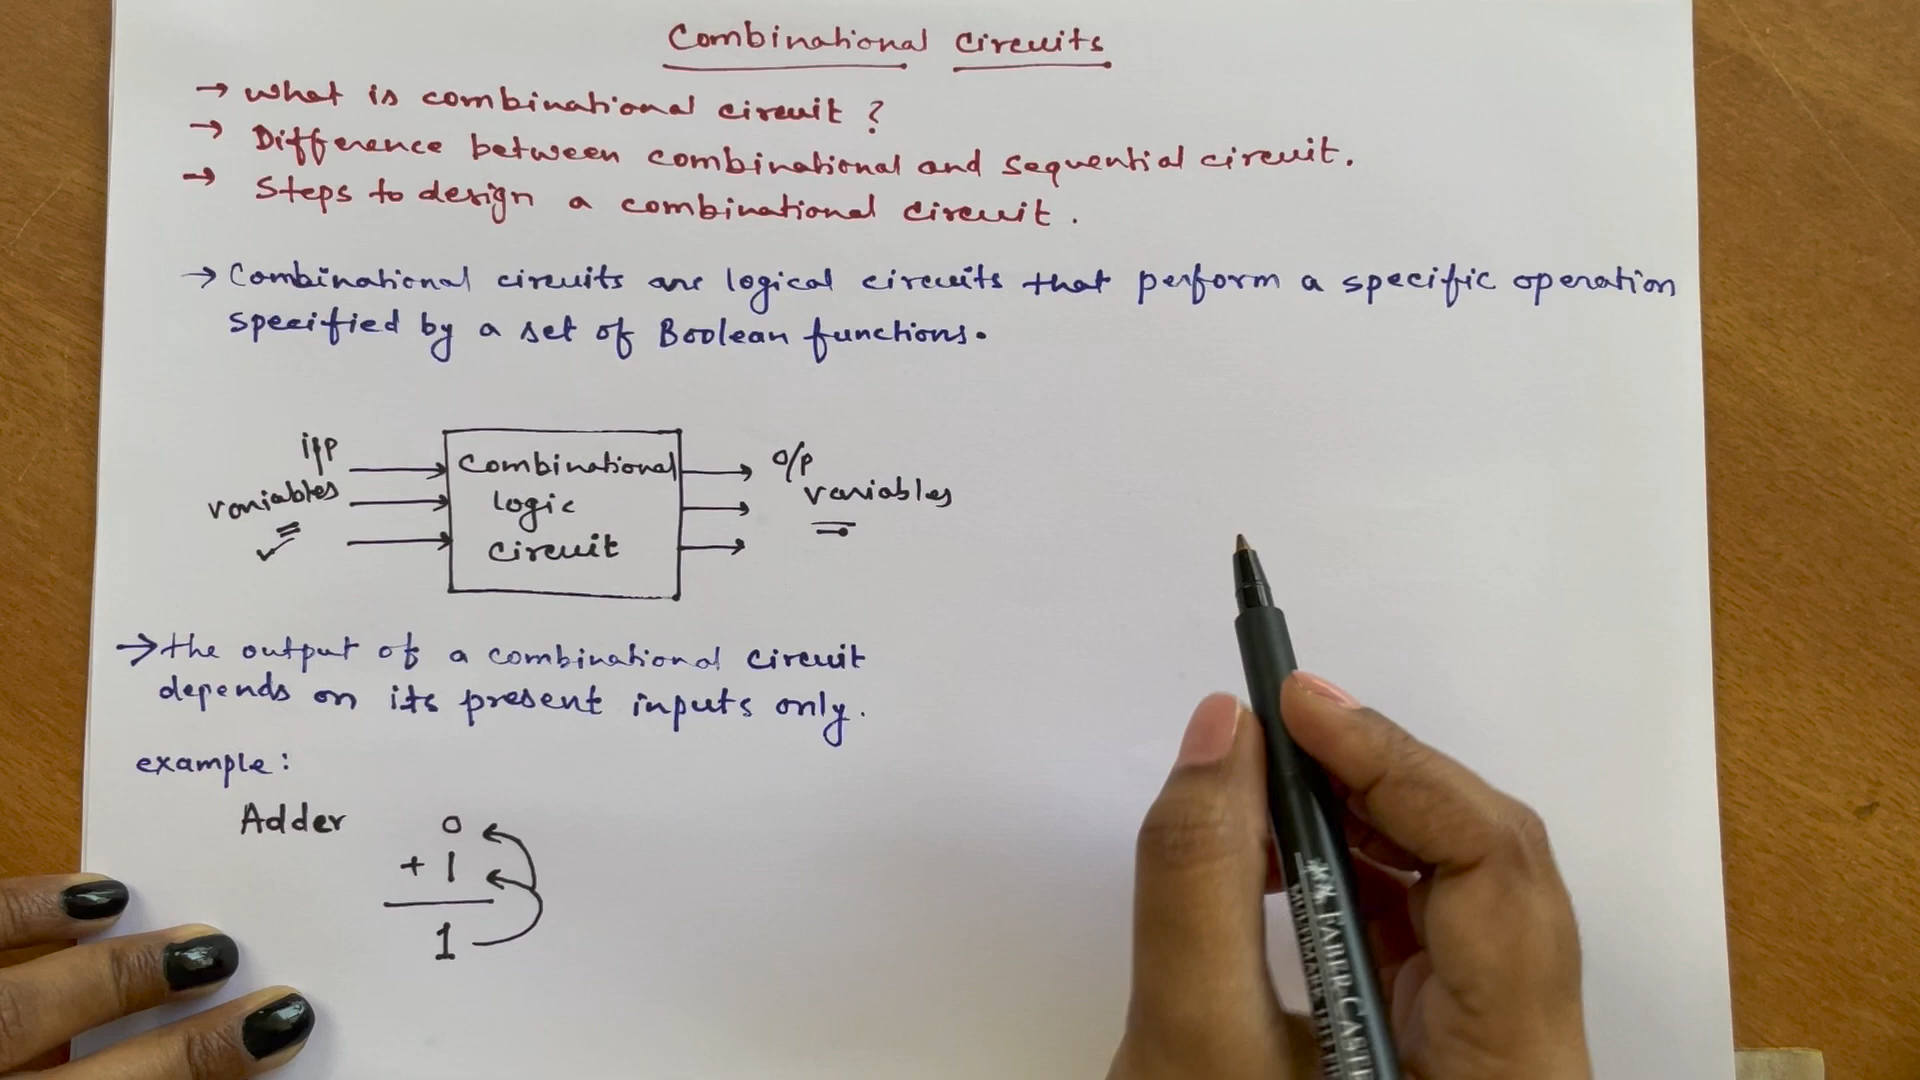 Combinational Circuits
→ What is combinational circuit ?
→ Difference between combinational and sequential circuit.
→ Steps to design a combinational circuit.
→ Combinational circuits are logical circuits that perform a specific operation
specified by a set of Boolean functions.
i/p
variables
Combinational
logic
circuit
o/p
variables
→ the output of a combinational circuit
depends on its present inputs only.
example:
Adder
0
+ 1
1
FABER-CASTELL